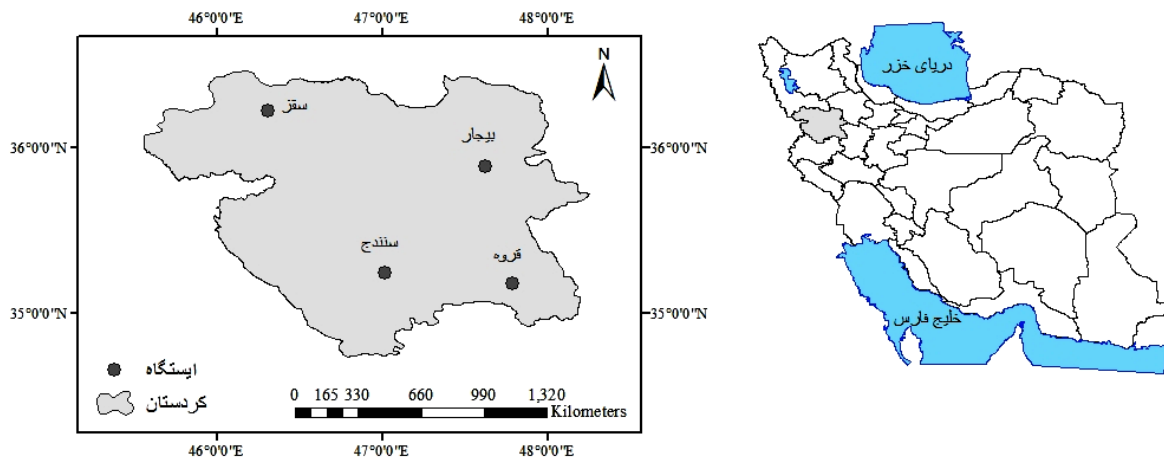 46°0'0"E 47°0'0"E 48°0'0"E
N
سقز
بیجار
36°0'0"N 36°0'0"N
سنندج
قروه
35°0'0"N 35°0'0"N
ایستگاه
کردستان
0 165 330 660 990 1,320
Kilometers
46°0'0"E 47°0'0"E 48°0'0"E
دریای خزر
خلیج فارس